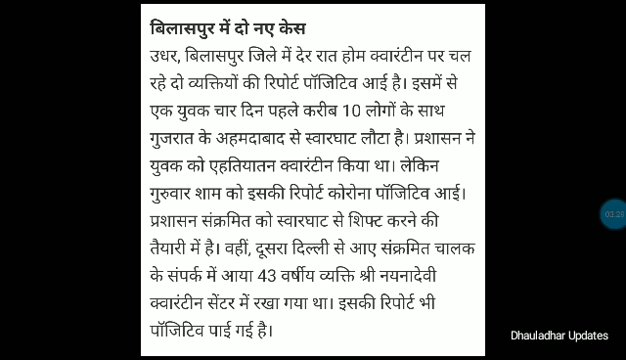 बिलासपुर में दो नए केस
उधर, बिलासपुर जिले में देर रात होम क्वारंटीन पर चल
रहे दो व्यक्तियों की रिपोर्ट पॉजिटिव आई है। इसमें से
एक युवक चार दिन पहले करीब 10 लोगों के साथ
गुजरात के अहमदाबाद से स्वारघाट लौटा है। प्रशासन ने
युवक को एहतियातन क्वारंटीन किया था। लेकिन
गुरुवार शाम को इसकी रिपोर्ट कोरोना पॉजिटिव आई।
प्रशासन संक्रमित को स्वारघाट से शिफ्ट करने की
तैयारी में है। वहीं, दूसरा दिल्ली से आए संक्रमित चालक
के संपर्क में आया 43 वर्षीय व्यक्ति श्री नयनादेवी
क्वारंटीन सेंटर में रखा गया था। इसकी रिपोर्ट भी
पॉजिटिव पाई गई है।
03:28
Dhauladhar Updates